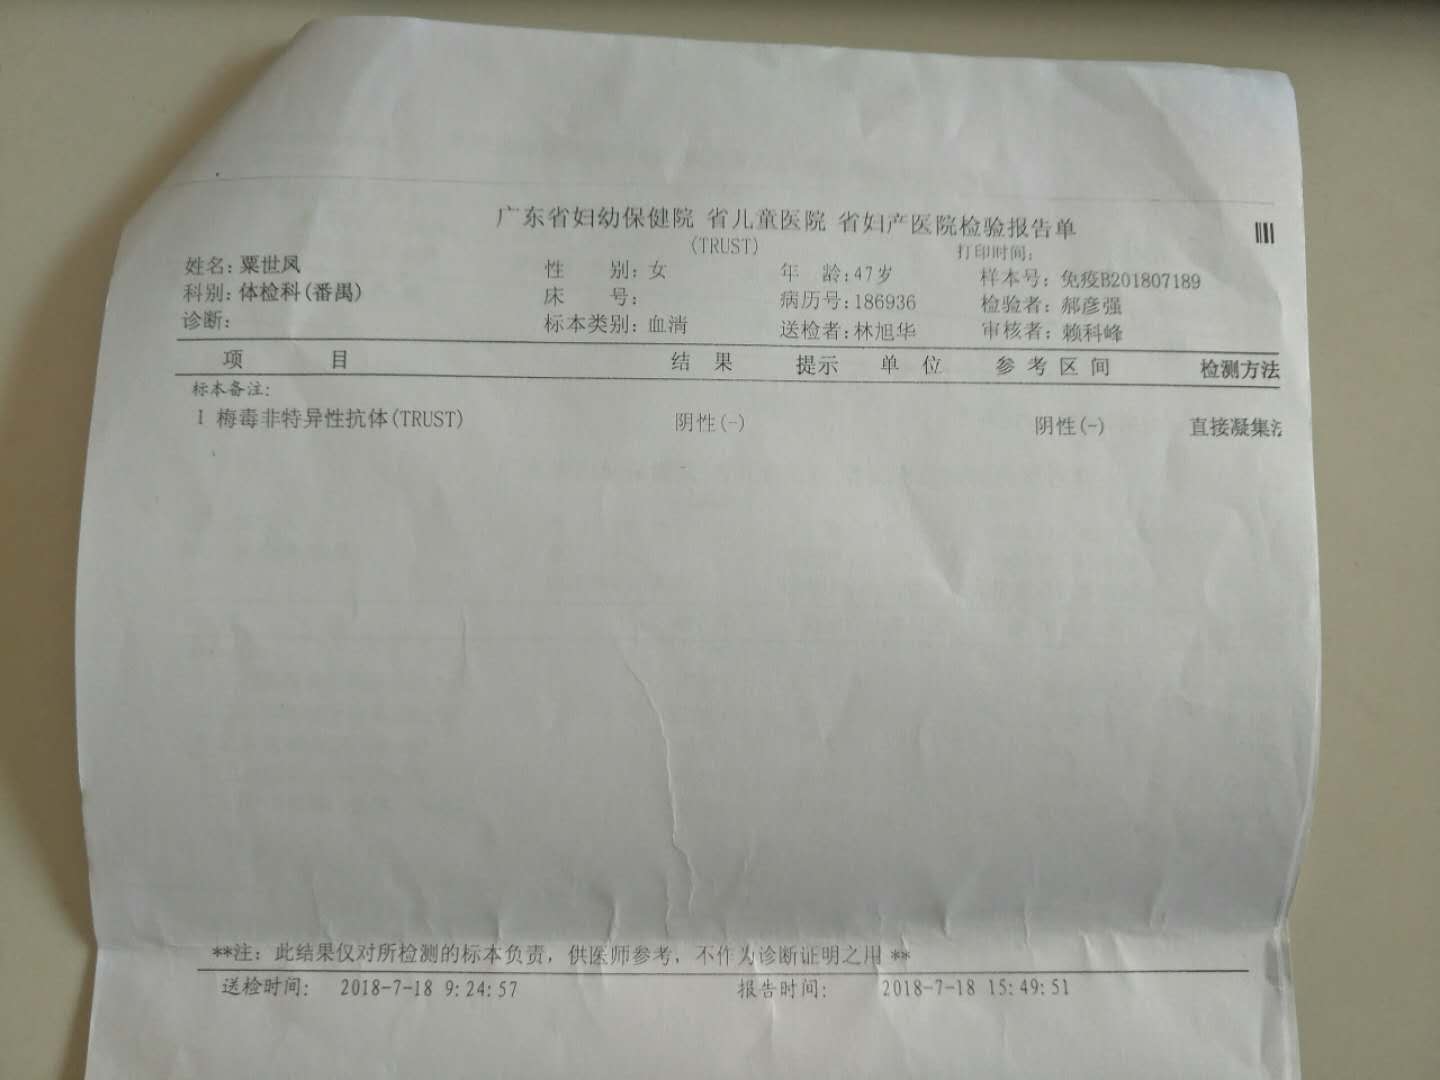 广东省妇幼保健院 省儿童医院 省妇产医院检验报告单
(TRUST)
打印时间:
姓名:粟世凤 性 别:女 年 龄:47岁 样本号:免疫B201807189
科别:体检科(番禺) 床 号: 病历号:186936 检验者:郝彦强
诊断: 标本类别:血清 送检者:林旭华 审核者:赖科峰
项 目 结 果 提示 单 位 参 考 区 间 检测方法
标本备注:
1 梅毒非特异性抗体(TRUST) 阴性(-) 阴性(-) 直接凝集法
**注: 此结果仅对所检测的标本负责, 供医师参考, 不作为诊断证明之用 **
送检时间: 2018-7-18 9:24:57 报告时间: 2018-7-18 15:49:51